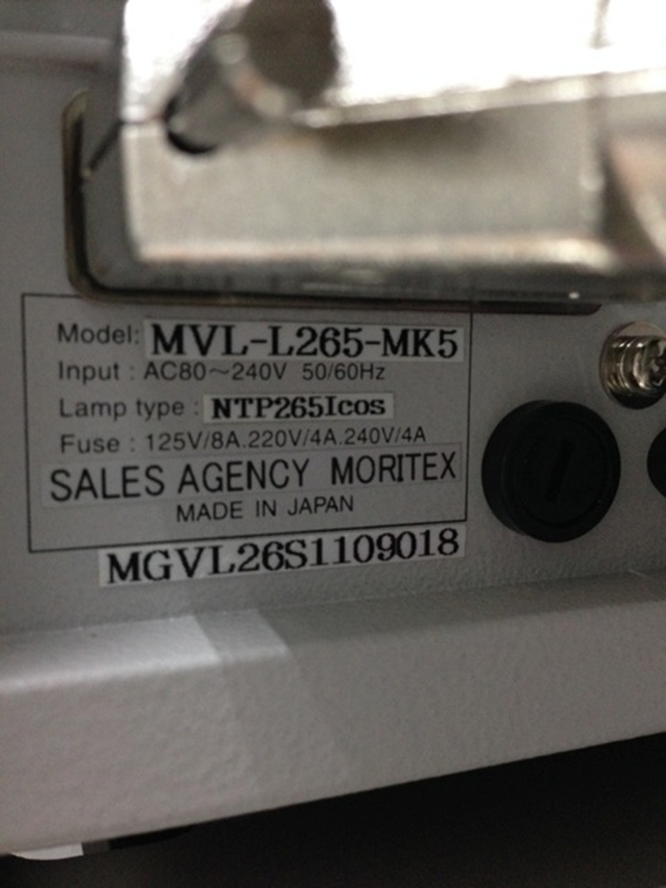 Model: MVL-L265-MK5
Input : AC80～240V 50/60Hz
Lamp type : NTP265Icos
Fuse : 125V/8A.220V/4A.240V/4A
SALES AGENCY MORITEX
MADE IN JAPAN
MGVL26S1109018